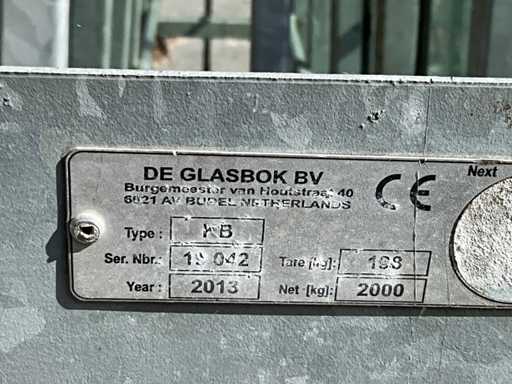 DE GLASBOK BV
Burgemeester van Houtstraat 40
6021 AV BUDEL NETHERLANDS
CE
Next
Type :
Ser. Nbr.: 042
Tare [kg]:
Year : 2013
Net [kg]: 2000